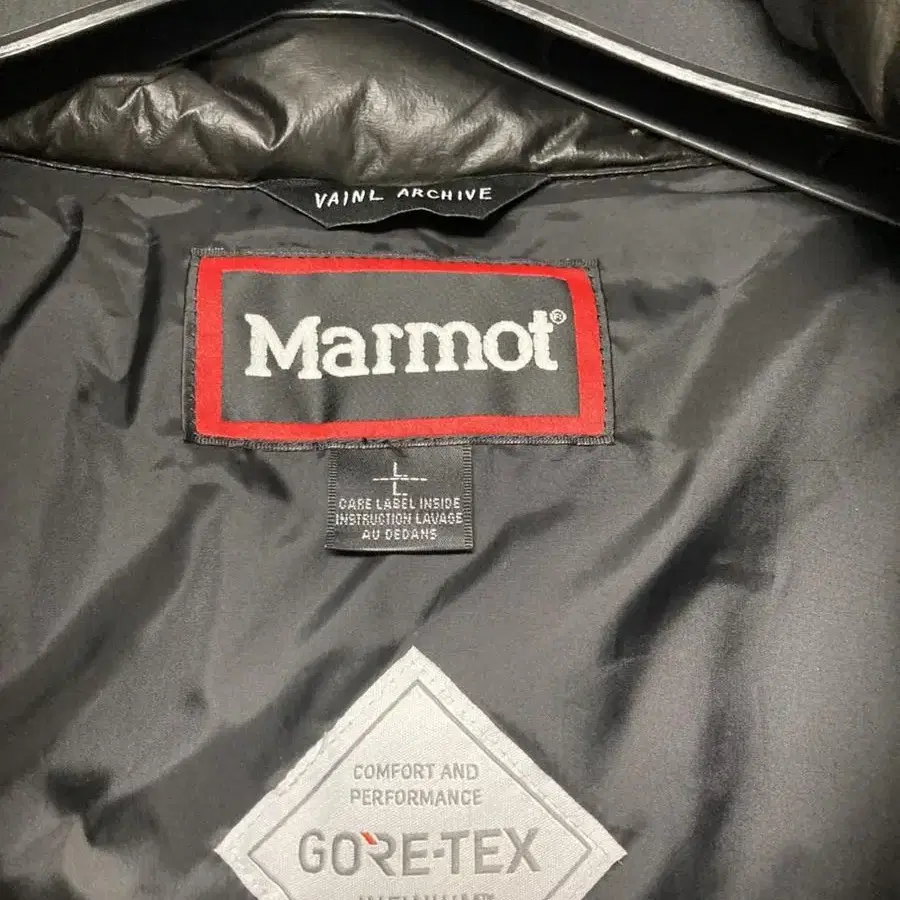 VAINL ARCHIVE
Marmot®
L
L
CARE LABEL INSIDE
INSTRUCTION LAVAGE
AU DEDANS
COMFORT AND
PERFORMANCE
GORE-TEX